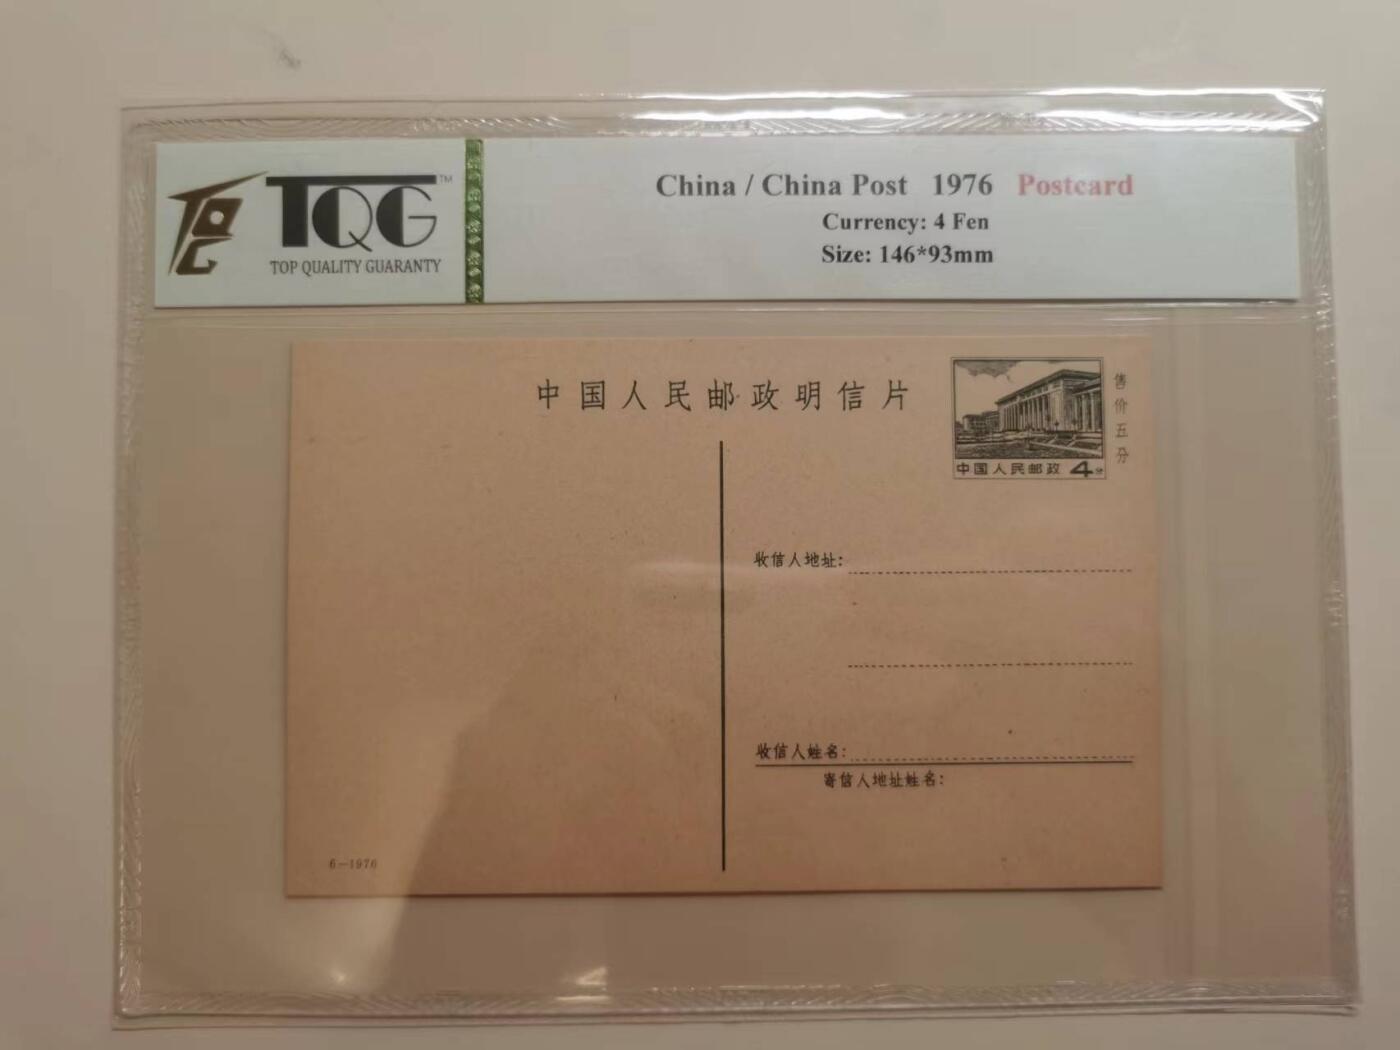 TQG™
TOP QUALITY GUARANTY
China / China Post 1976 Postcard
Currency: 4 Fen
Size: 146*93mm
中国人民邮政明信片
中国人民邮政 4分
售价五分
收信人地址:
收信人姓名:
寄信人地址姓名:
6-1976